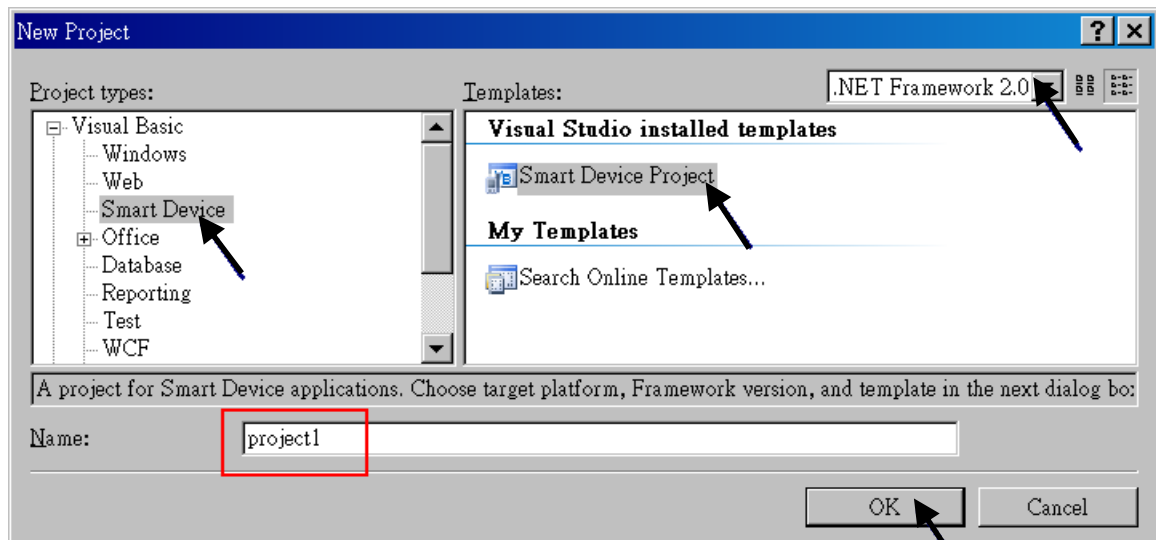 New Project
Project types:
Templates:
.NET Framework 2.0
Visual Basic
Windows
Web
Smart Device
Office
Database
Reporting
Test
WCF
Visual Studio installed templates
Smart Device Project
My Templates
Search Online Templates...
A project for Smart Device applications. Choose target platform, Framework version, and template in the next dialog box
Name:
project1
OK
Cancel